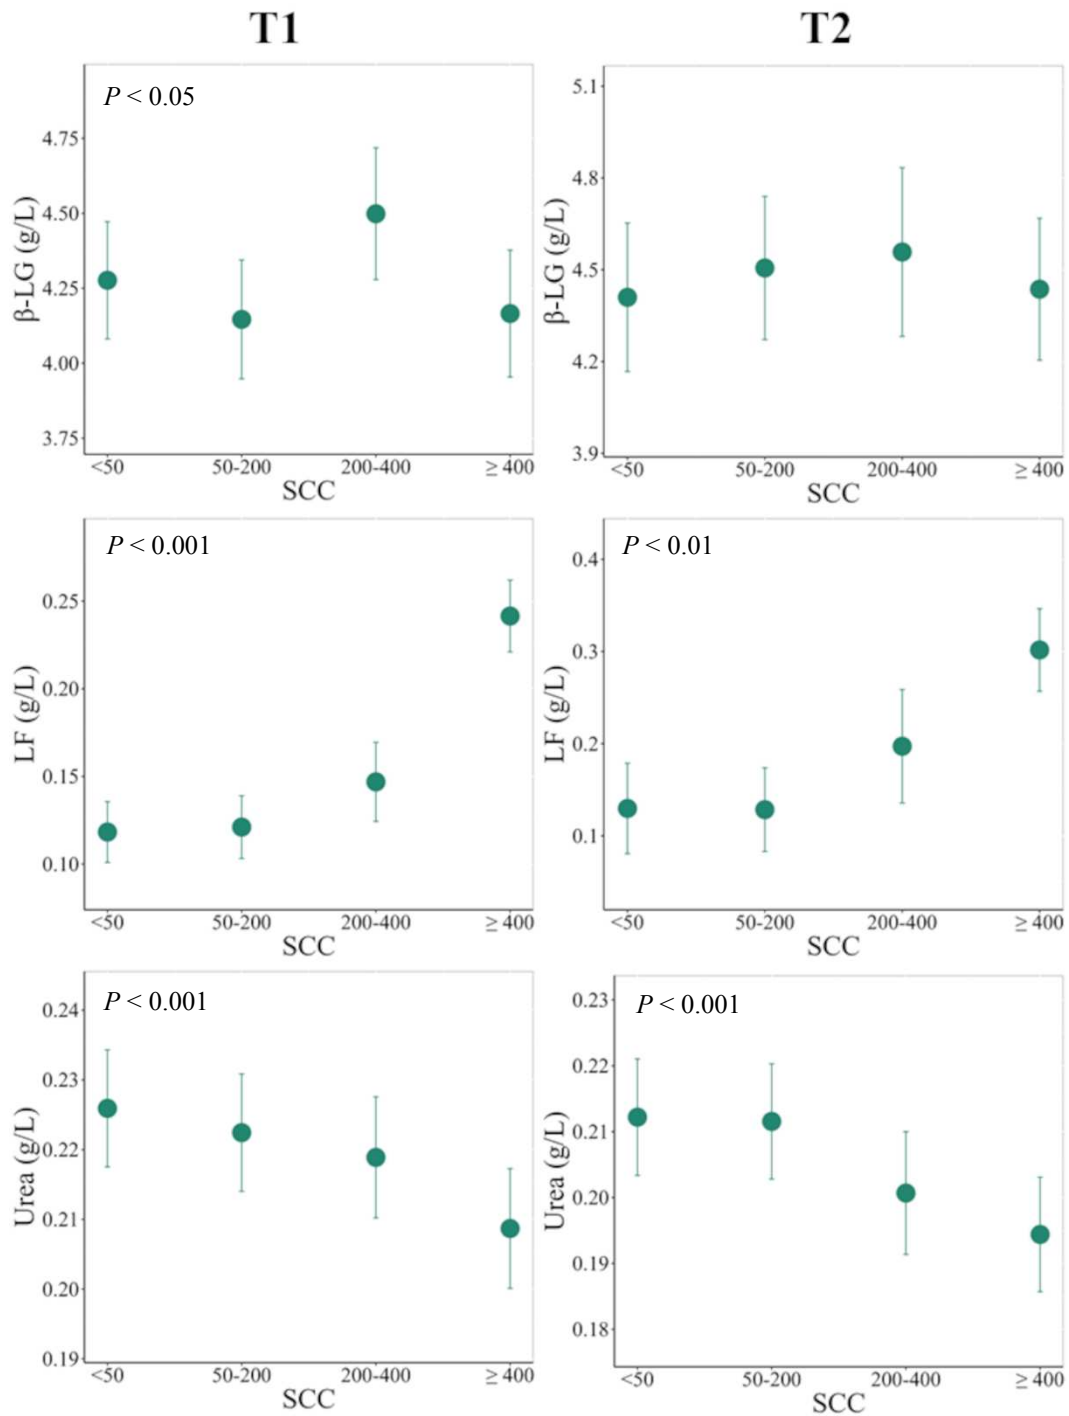 T1
T2
P < 0.05
β-LG (g/L)
4.75
4.50
4.25
4.00
3.75
<50 50-200 200-400 ≥ 400
SCC
β-LG (g/L)
5.1
4.8
4.5
4.2
3.9
<50 50-200 200-400 ≥ 400
SCC
P < 0.001
LF (g/L)
0.25
0.20
0.15
0.10
<50 50-200 200-400 ≥ 400
SCC
P < 0.01
LF (g/L)
0.4
0.3
0.2
0.1
<50 50-200 200-400 ≥ 400
SCC
P < 0.001
Urea (g/L)
0.24
0.23
0.22
0.21
0.20
0.19
<50 50-200 200-400 ≥ 400
SCC
P < 0.001
Urea (g/L)
0.23
0.22
0.21
0.20
0.19
0.18
<50 50-200 200-400 ≥ 400
SCC